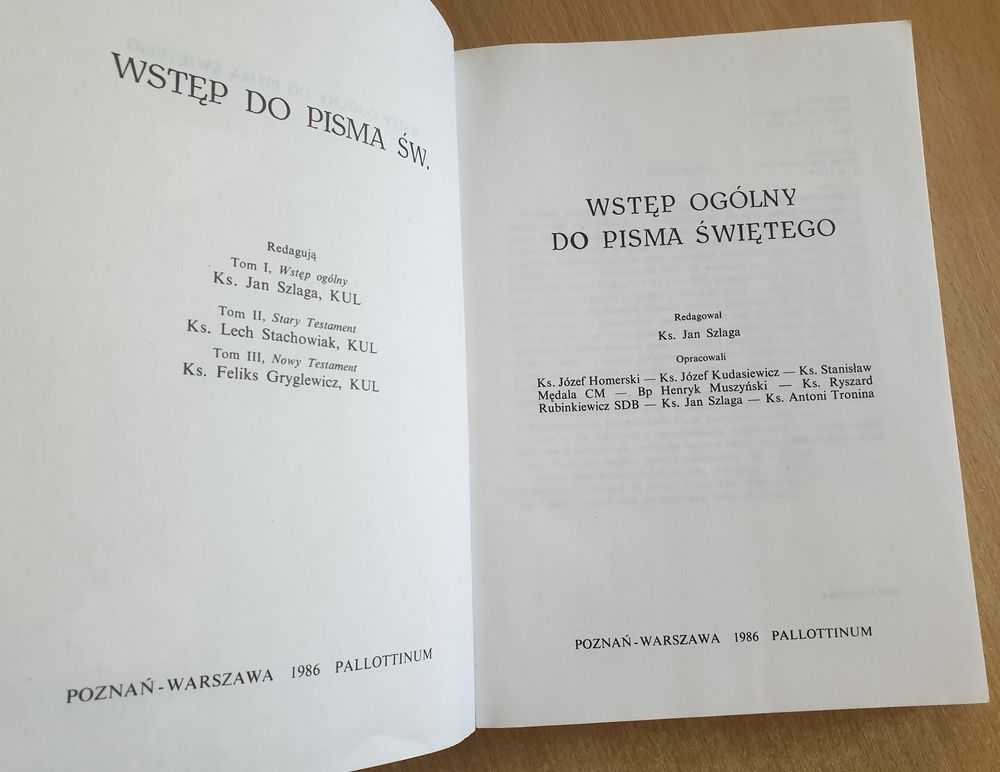 WSTĘP DO PISMA ŚW.
Redagują
Tom I, Wstęp ogólny
Ks. Jan Szlaga, KUL
Tom II, Stary Testament
Ks. Lech Stachowiak, KUL
Tom III, Nowy Testament
Ks. Feliks Gryglewicz, KUL
POZNAŃ-WARSZAWA 1986 PALLOTTINUM
WSTĘP OGÓLNY
DO PISMA ŚWIĘTEGO
Redagował
Ks. Jan Szlaga
Opracowali
Ks. Józef Homerski — Ks. Józef Kudasiewicz — Ks. Stanisław
Mędala CM — Bp Henryk Muszyński — Ks. Ryszard
Rubinkiewicz SDB — Ks. Jan Szlaga — Ks. Antoni Tronina
POZNAŃ-WARSZAWA 1986 PALLOTTINUM